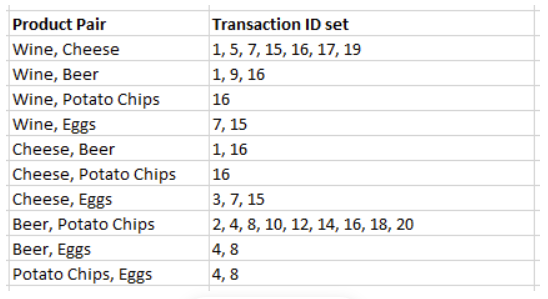 Product Pair Transaction ID set
Wine, Cheese 1, 5, 7, 15, 16, 17, 19
Wine, Beer 1, 9, 16
Wine, Potato Chips 16
Wine, Eggs 7, 15
Cheese, Beer 1, 16
Cheese, Potato Chips 16
Cheese, Eggs 3, 7, 15
Beer, Potato Chips 2, 4, 8, 10, 12, 14, 16, 18, 20
Beer, Eggs 4, 8
Potato Chips, Eggs 4, 8